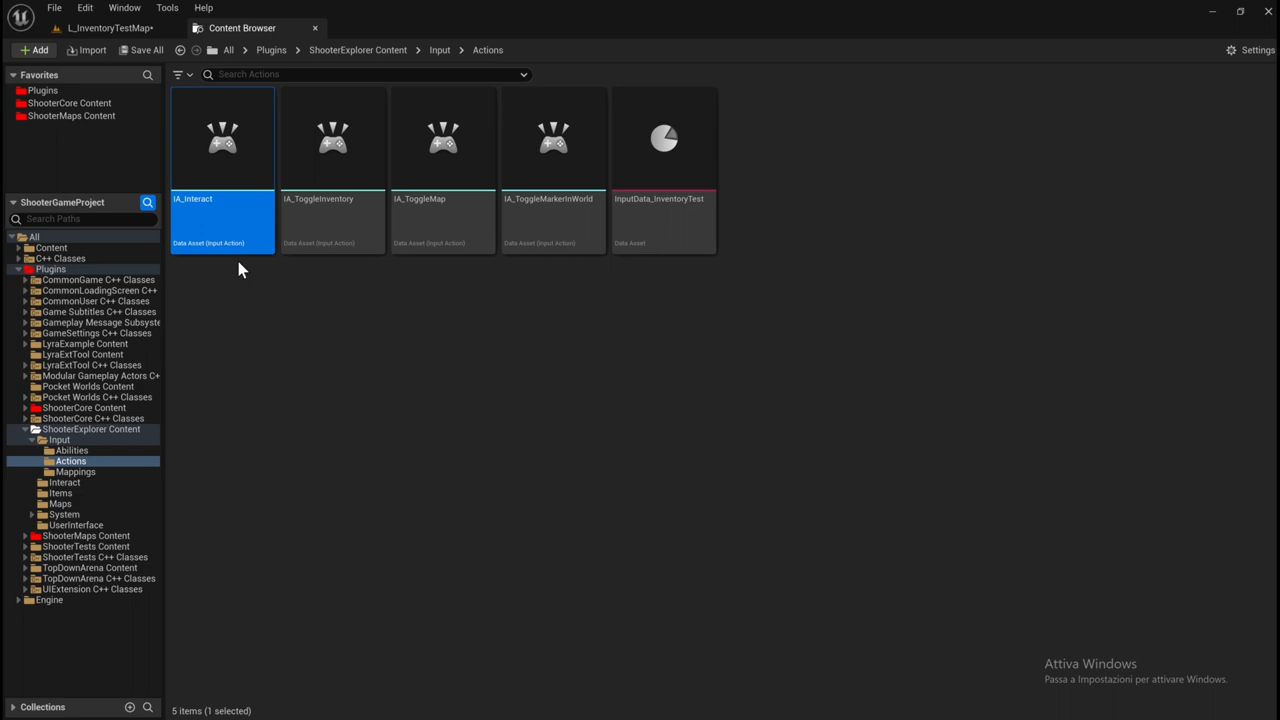 File Edit Window Tools Help
L_InventoryTestMap*
Content Browser
Add Import Save All All Plugins ShooterExplorer Content Input Actions Settings
Favorites
Search Actions
Plugins
ShooterCore Content
ShooterMaps Content
ShooterGameProject
IA_Interact
IA_ToggleInventory
IA_ToggleMap
IA_ToggleMarkerInWorld
InputData_InventoryTest
Search Paths
All
Content
Data Asset (Input Action)
Data Asset (Input Action)
Data Asset (Input Action)
Data Asset (Input Action)
Data Asset
C++ Classes
Plugins
CommonGame C++ Classes
CommonLoadingScreen C++
CommonUser C++ Classes
Game Subtitles C++ Classes
Gameplay Message Subsyste
GameSettings C++ Classes
LyraExample Content
LyraExtTool Content
LyraExtTool C++ Classes
Modular Gameplay Actors C+
Pocket Worlds Content
Pocket Worlds C++ Classes
ShooterCore Content
ShooterCore C++ Classes
ShooterExplorer Content
Input
Abilities
Actions
Mappings
Interact
Items
Maps
System
UserInterface
ShooterMaps Content
ShooterTests Content
ShooterTests C++ Classes
TopDownArena Content
TopDownArena C++ Classes
UIExtension C++ Classes
Engine
Attiva Windows
Passa a Impostazioni per attivare Windows.
Collections
5 items (1 selected)